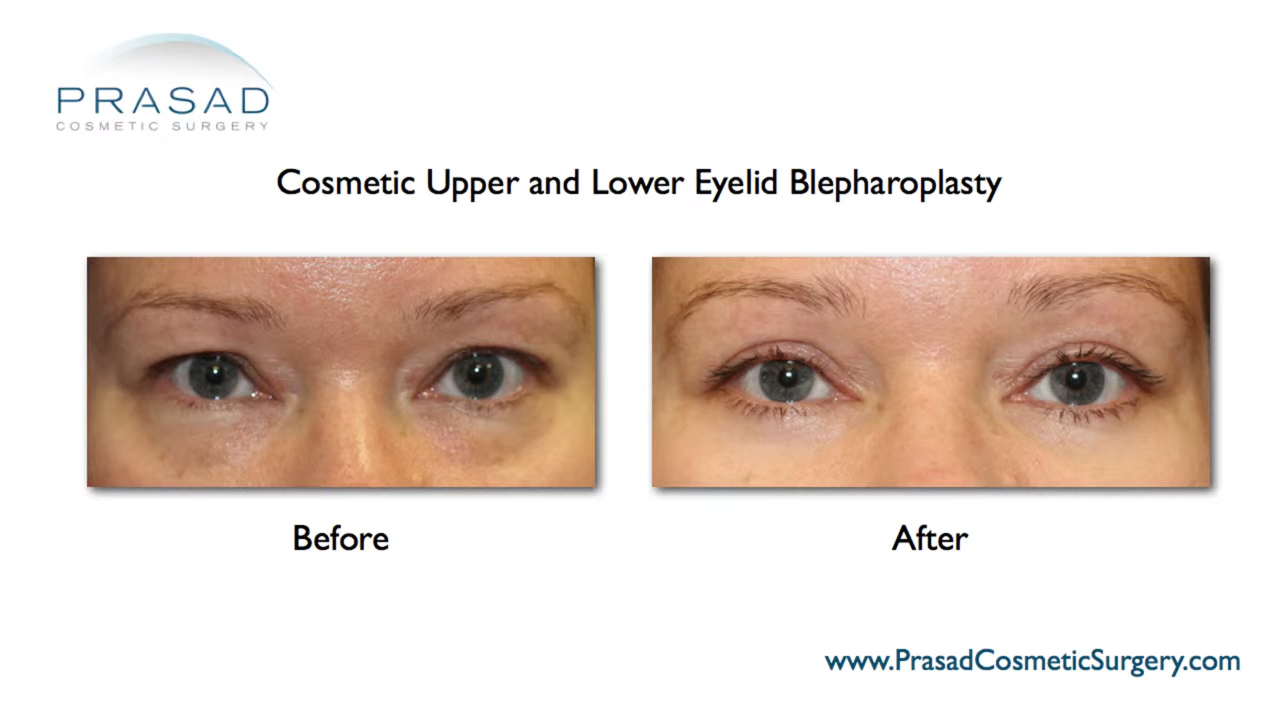 PRASAD
COSMETIC SURGERY
Cosmetic Upper and Lower Eyelid Blepharoplasty
Before
After
www.PrasadCosmeticSurgery.com